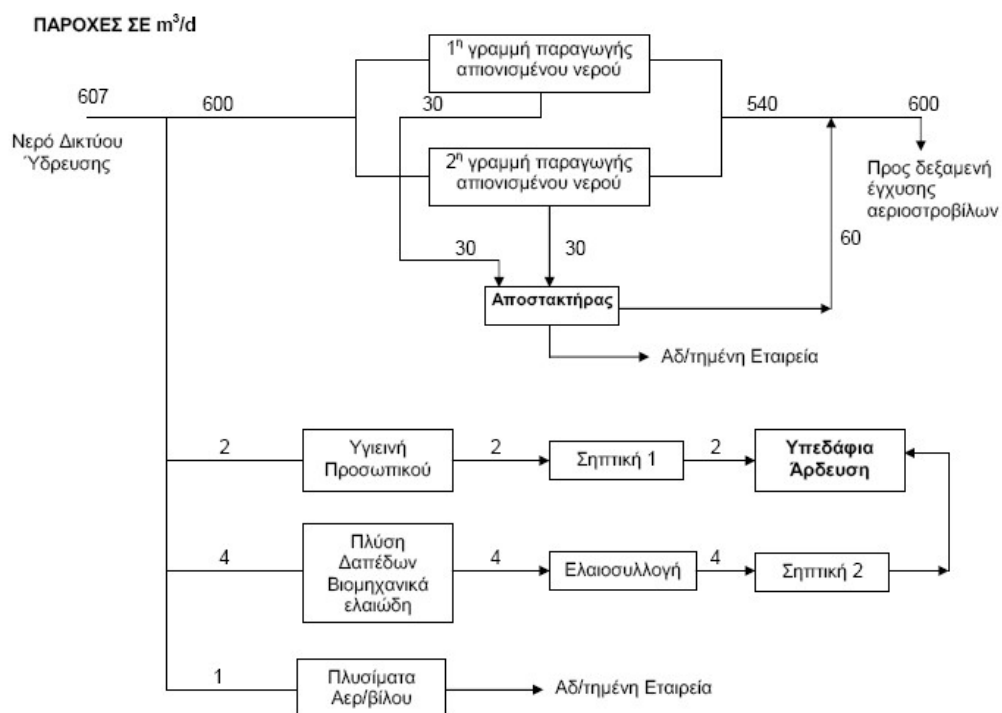 ΠΑΡΟΧΕΣ ΣΕ m³/d
1η γραμμή παραγωγής
απιονισμένου νερού
607
600
30
540
600
Νερό Δικτύου
Ύδρευσης
2η γραμμή παραγωγής
απιονισμένου νερού
Προς δεξαμενή
έγχυσης
αεριοστροβίλων
30
30
60
Αποστακτήρας
Αδ/τημένη Εταιρεία
2
Υγιεινή
Προσωπικού
2
Σηπτική 1
2
Υπεδάφια
Άρδευση
4
Πλύση
Δαπέδων
Βιομηχανικά
ελαιώδη
4
Ελαιοσυλλογή
4
Σηπτική 2
1
Πλυσίματα
Αερ/βίλου
Αδ/τημένη Εταιρεία